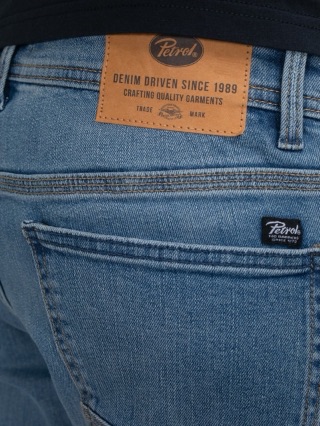 Petrol
DENIM DRIVEN SINCE 1989
CRAFTING QUALITY GARMENTS
TRADE MARK
Petrol